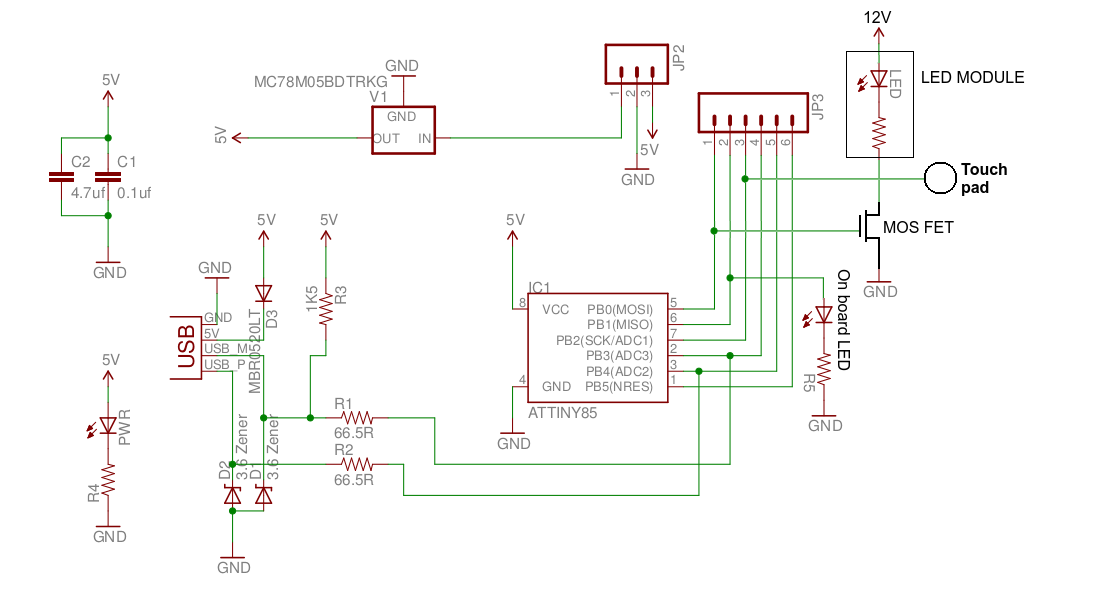 12V
LED
LED MODULE
GND
JP2
MC78M05BDTRKG
V1
GND
OUT
IN
5V
1
2
3
5V
GND
JP3
1
2
3
4
5
6
Touch
pad
MOS FET
GND
5V
C2
C1
4.7uf
0.1uf
GND
5V
5V
5V
GND
1K5
R3
D3
MBR0520LT
USB
GND
5V
USB_M
USB_P
IC1
8
VCC
PB0(MOSI)
5
PB1(MISO)
6
PB2(SCK/ADC1)
7
PB3(ADC3)
2
PB4(ADC2)
3
4
GND
PB5(NRES)
1
ATTINY85
GND
On board LED
R5
GND
5V
PWR
R4
GND
R1
66.5R
R2
66.5R
D2
3.6 Zener
D1
3.6 Zener
GND